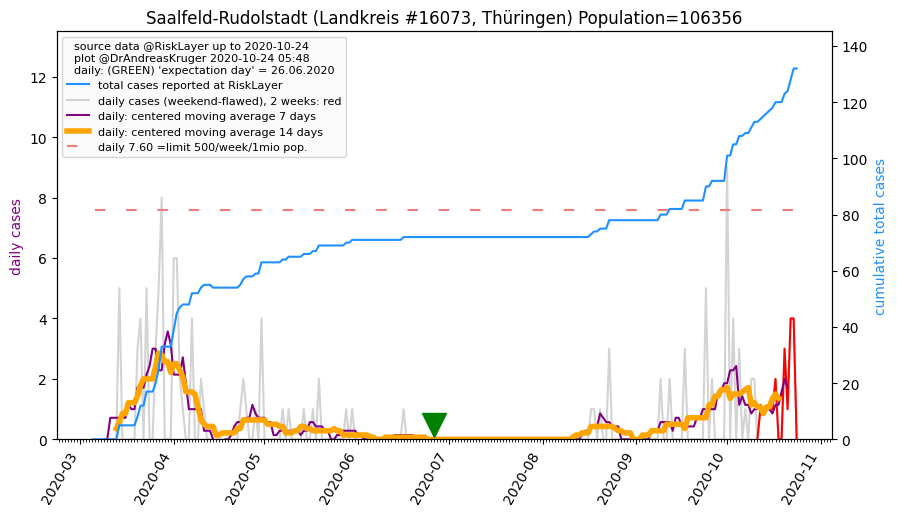 Saalfeld-Rudolstadt (Landkreis #16073, Thüringen) Population=106356
source data @RiskLayer up to 2020-10-24
plot @DrAndreasKruger 2020-10-24 05:48
daily: (GREEN) 'expectation day' = 26.06.2020
total cases reported at RiskLayer
daily cases (weekend-flawed), 2 weeks: red
daily: centered moving average 7 days
daily: centered moving average 14 days
daily 7.60 =limit 500/week/1mio pop.
daily cases
12
10
8
6
4
2
0
cumulative total cases
140
120
100
80
60
40
20
0
2020-03
2020-04
2020-05
2020-06
2020-07
2020-08
2020-09
2020-10
2020-11